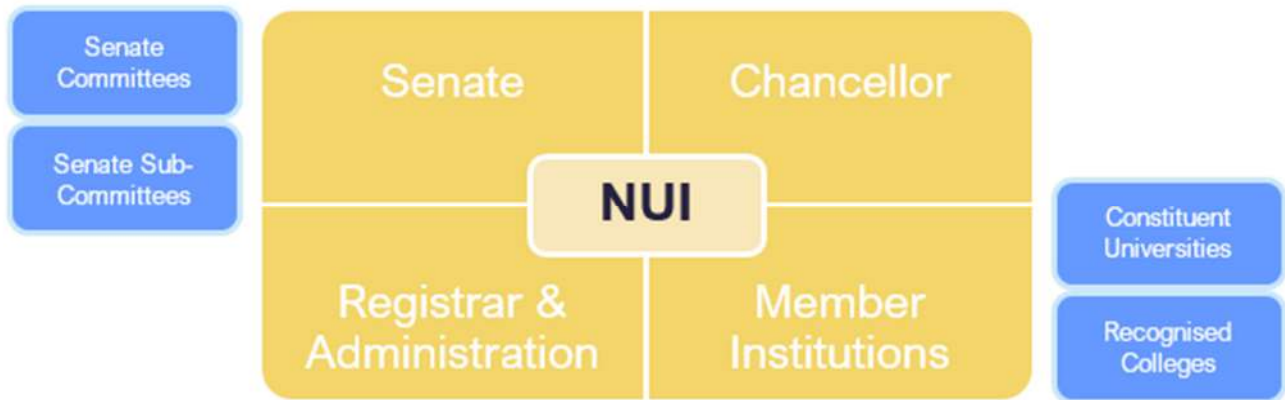 Senate
Committees
Senate Sub-
Committees
Senate
Chancellor
NUI
Registrar &
Administration
Member
Institutions
Constituent
Universities
Recognised
Colleges